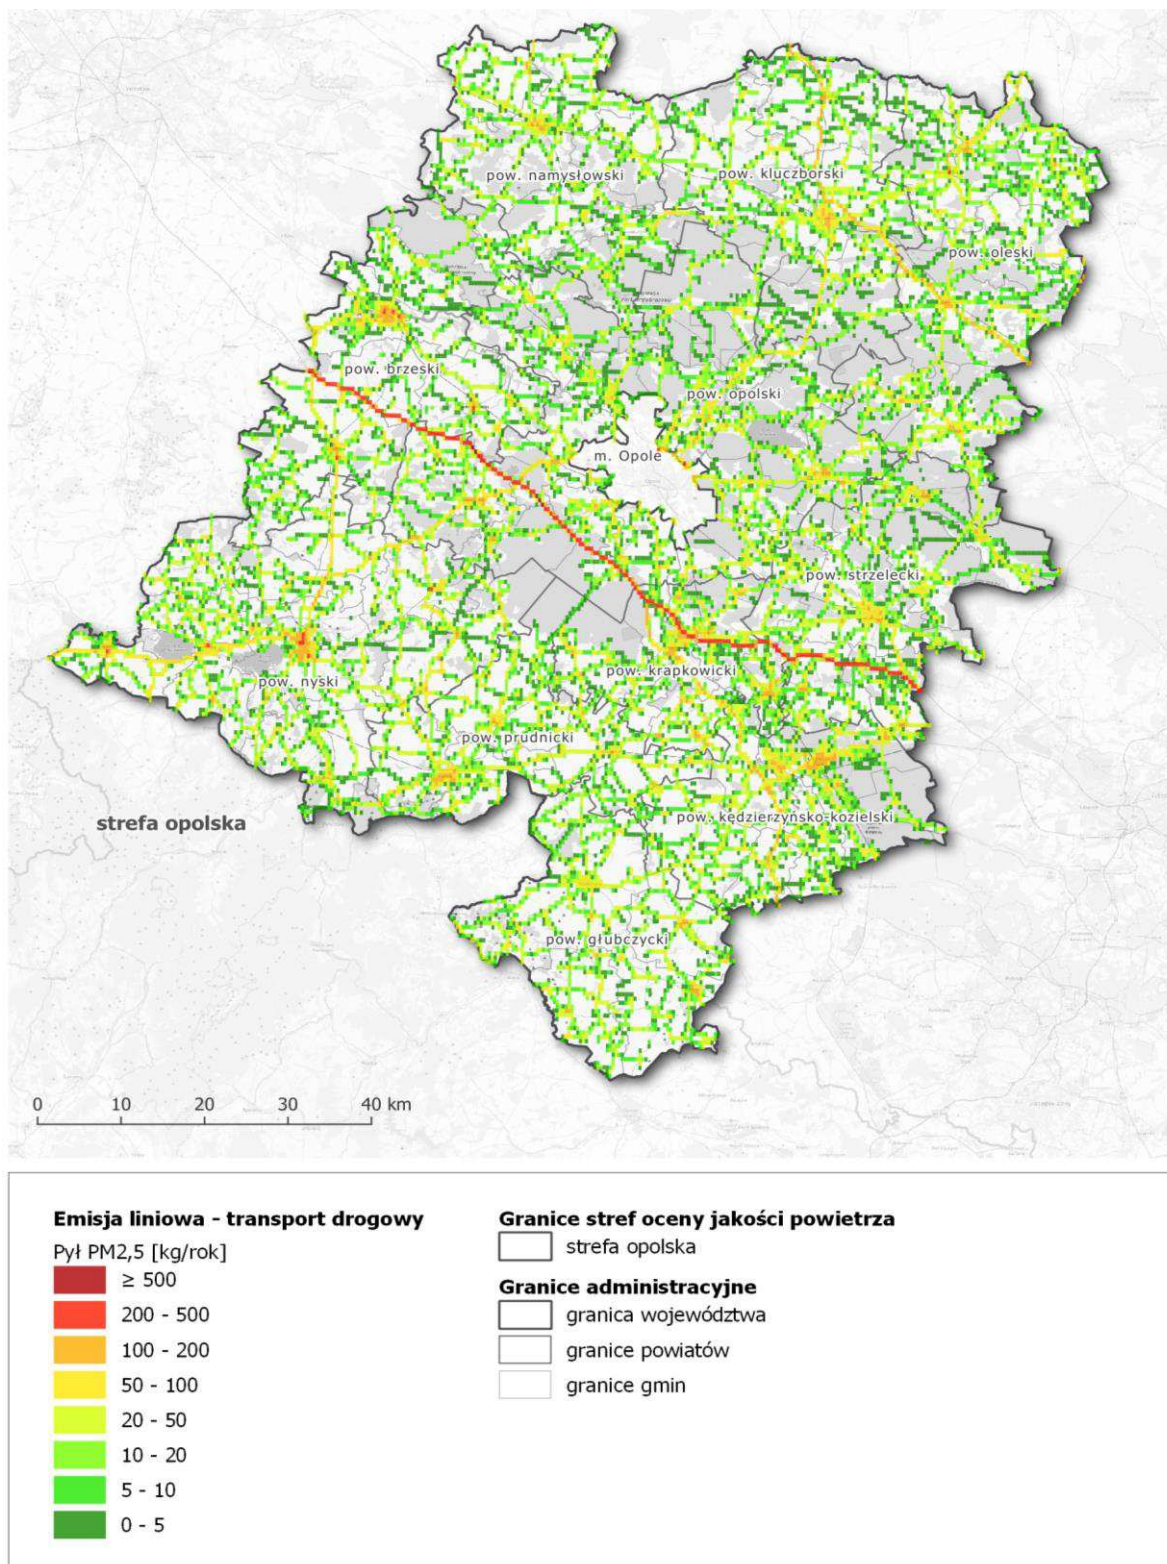 pow. namysłowski
pow. kluczborski
pow. oleski
pow. brzeski
pow. opolski
m. Opole
pow. strzelecki
pow. krapkowicki
pow. nyski
pow. prudnicki
strefa opolska
pow. kędzierzyńsko-kozielski
pow. głubczycki
0 10 20 30 40 km
Emisja liniowa - transport drogowy
Pył PM2,5 [kg/rok]
≥ 500
200 - 500
100 - 200
50 - 100
20 - 50
10 - 20
5 - 10
0 - 5
Granice stref oceny jakości powietrza
strefa opolska
Granice administracyjne
granica województwa
granice powiatów
granice gmin